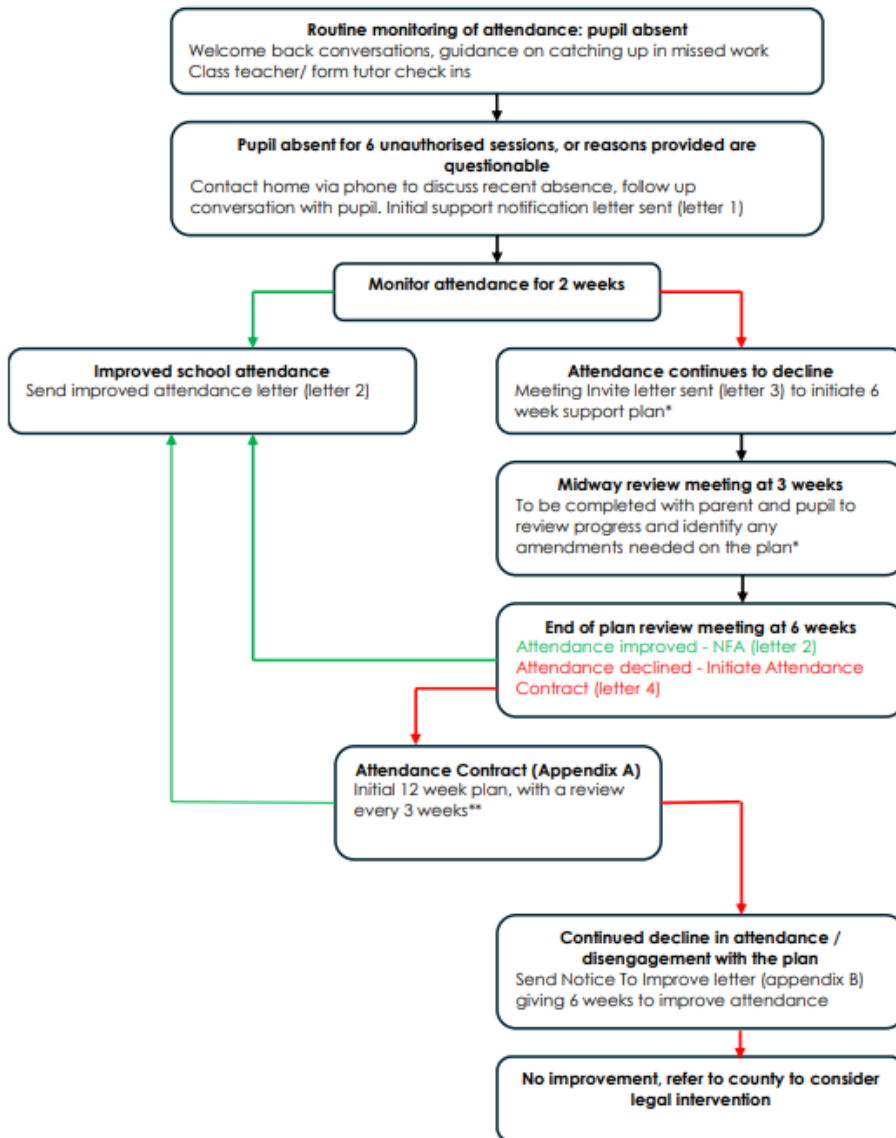 Routine monitoring of attendance: pupil absent
Welcome back conversations, guidance on catching up in missed work
Class teacher/ form tutor check ins
Pupil absent for 6 unauthorised sessions, or reasons provided are
questionable
Contact home via phone to discuss recent absence, follow up
conversation with pupil. Initial support notification letter sent (letter 1)
Monitor attendance for 2 weeks
Improved school attendance
Send improved attendance letter (letter 2)
Attendance continues to decline
Meeting Invite letter sent (letter 3) to initiate 6
week support plan*
Midway review meeting at 3 weeks
To be completed with parent and pupil to
review progress and identify any
amendments needed on the plan*
End of plan review meeting at 6 weeks
Attendance improved - NFA (letter 2)
Attendance declined - Initiate Attendance
Contract (letter 4)
Attendance Contract (Appendix A)
Initial 12 week plan, with a review
every 3 weeks**
Continued decline in attendance /
disengagement with the plan
Send Notice To Improve letter (appendix B)
giving 6 weeks to improve attendance
No improvement, refer to county to consider
legal intervention